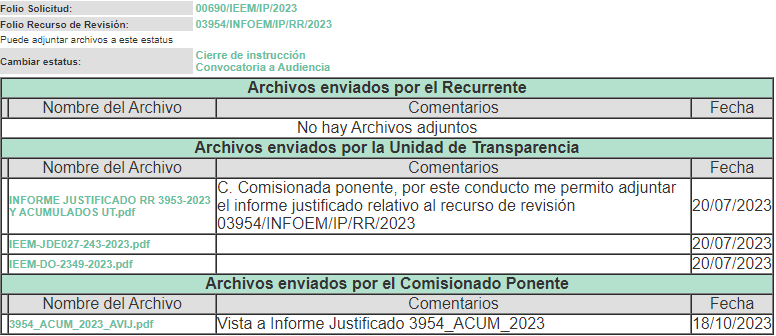 Folio Solicitud: 00690/IEEM/IP/2023
Folio Recurso de Revisión: 03954/INFOEM/IP/RR/2023
Puede adjuntar archivos a este estatus
Cambiar estatus: Cierre de instrucción
Convocatoria a Audiencia
Archivos enviados por el Recurrente
Nombre del Archivo Comentarios Fecha
No hay Archivos adjuntos
Archivos enviados por la Unidad de Transparencia
Nombre del Archivo Comentarios Fecha
INFORME JUSTIFICADO RR 3953-2023
Y ACUMULADOS UT.pdf
C. Comisionada ponente, por este conducto me permito adjuntar
el informe justificado relativo al recurso de revisión
03954/INFOEM/IP/RR/2023
20/07/2023
IEEM-JDE027-243-2023.pdf 20/07/2023
IEEM-DO-2349-2023.pdf 20/07/2023
Archivos enviados por el Comisionado Ponente
Nombre del Archivo Comentarios Fecha
3954_ACUM_2023_AVIJ.pdf Vista a Informe Justificado 3954_ACUM_2023 18/10/2023